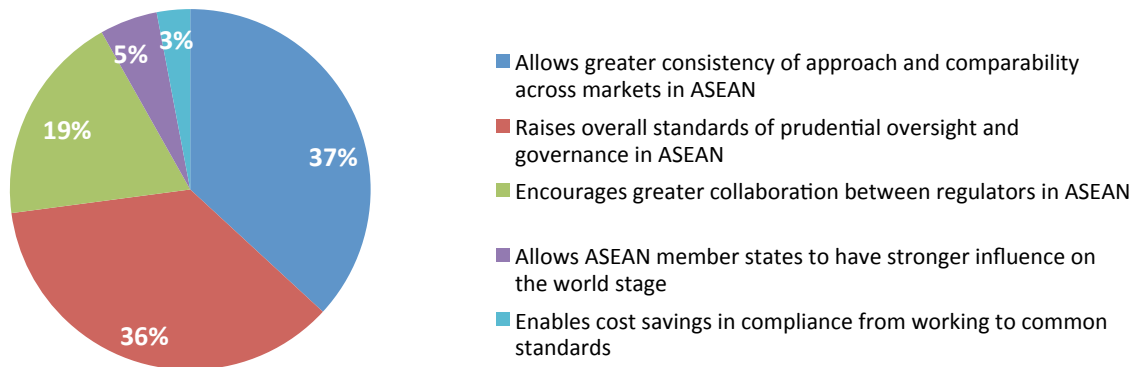 3%
5%
19%
37%
36%
Allows greater consistency of approach and comparability
across markets in ASEAN
Raises overall standards of prudential oversight and
governance in ASEAN
Encourages greater collaboration between regulators in ASEAN
Allows ASEAN member states to have stronger influence on
the world stage
Enables cost savings in compliance from working to common
standards